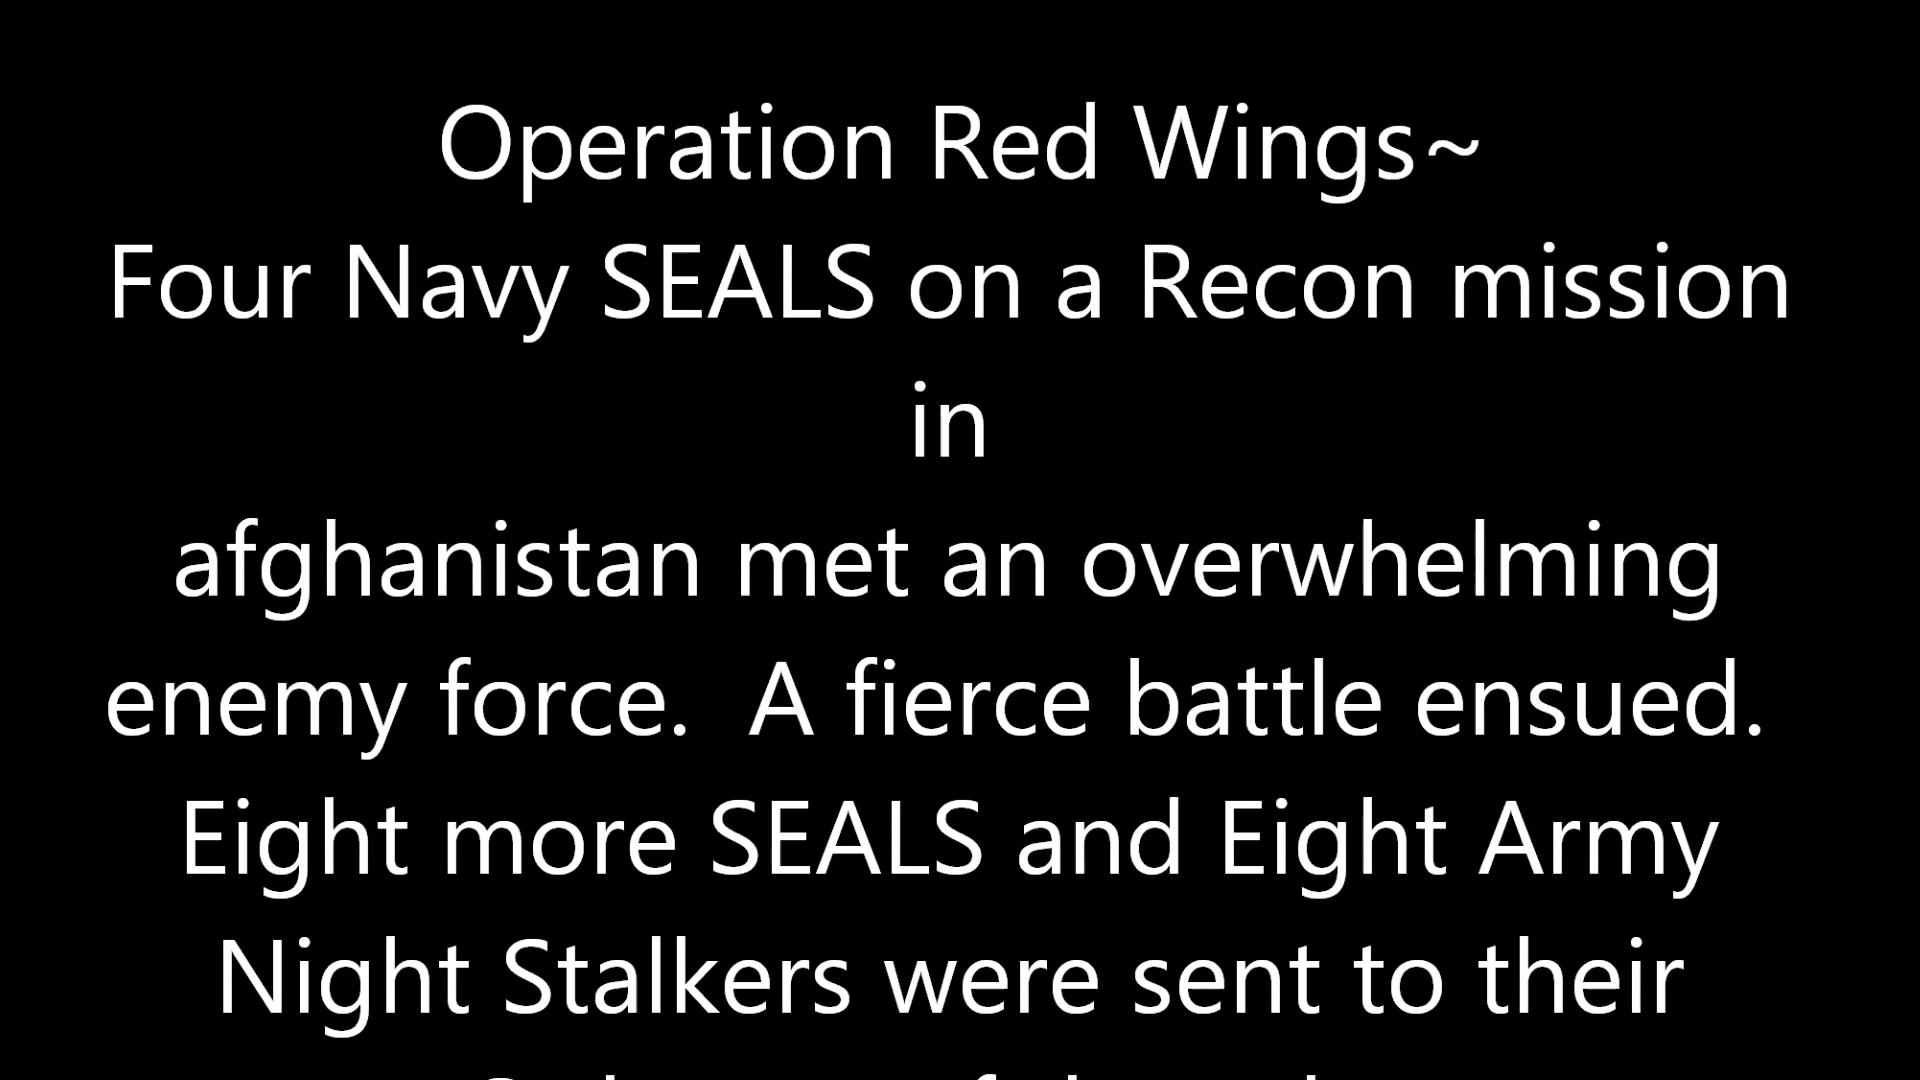 Operation Red Wings~
Four Navy SEALS on a Recon mission
in
afghanistan met an overwhelming
enemy force.  A fierce battle ensued.
Eight more SEALS and Eight Army
Night Stalkers were sent to their